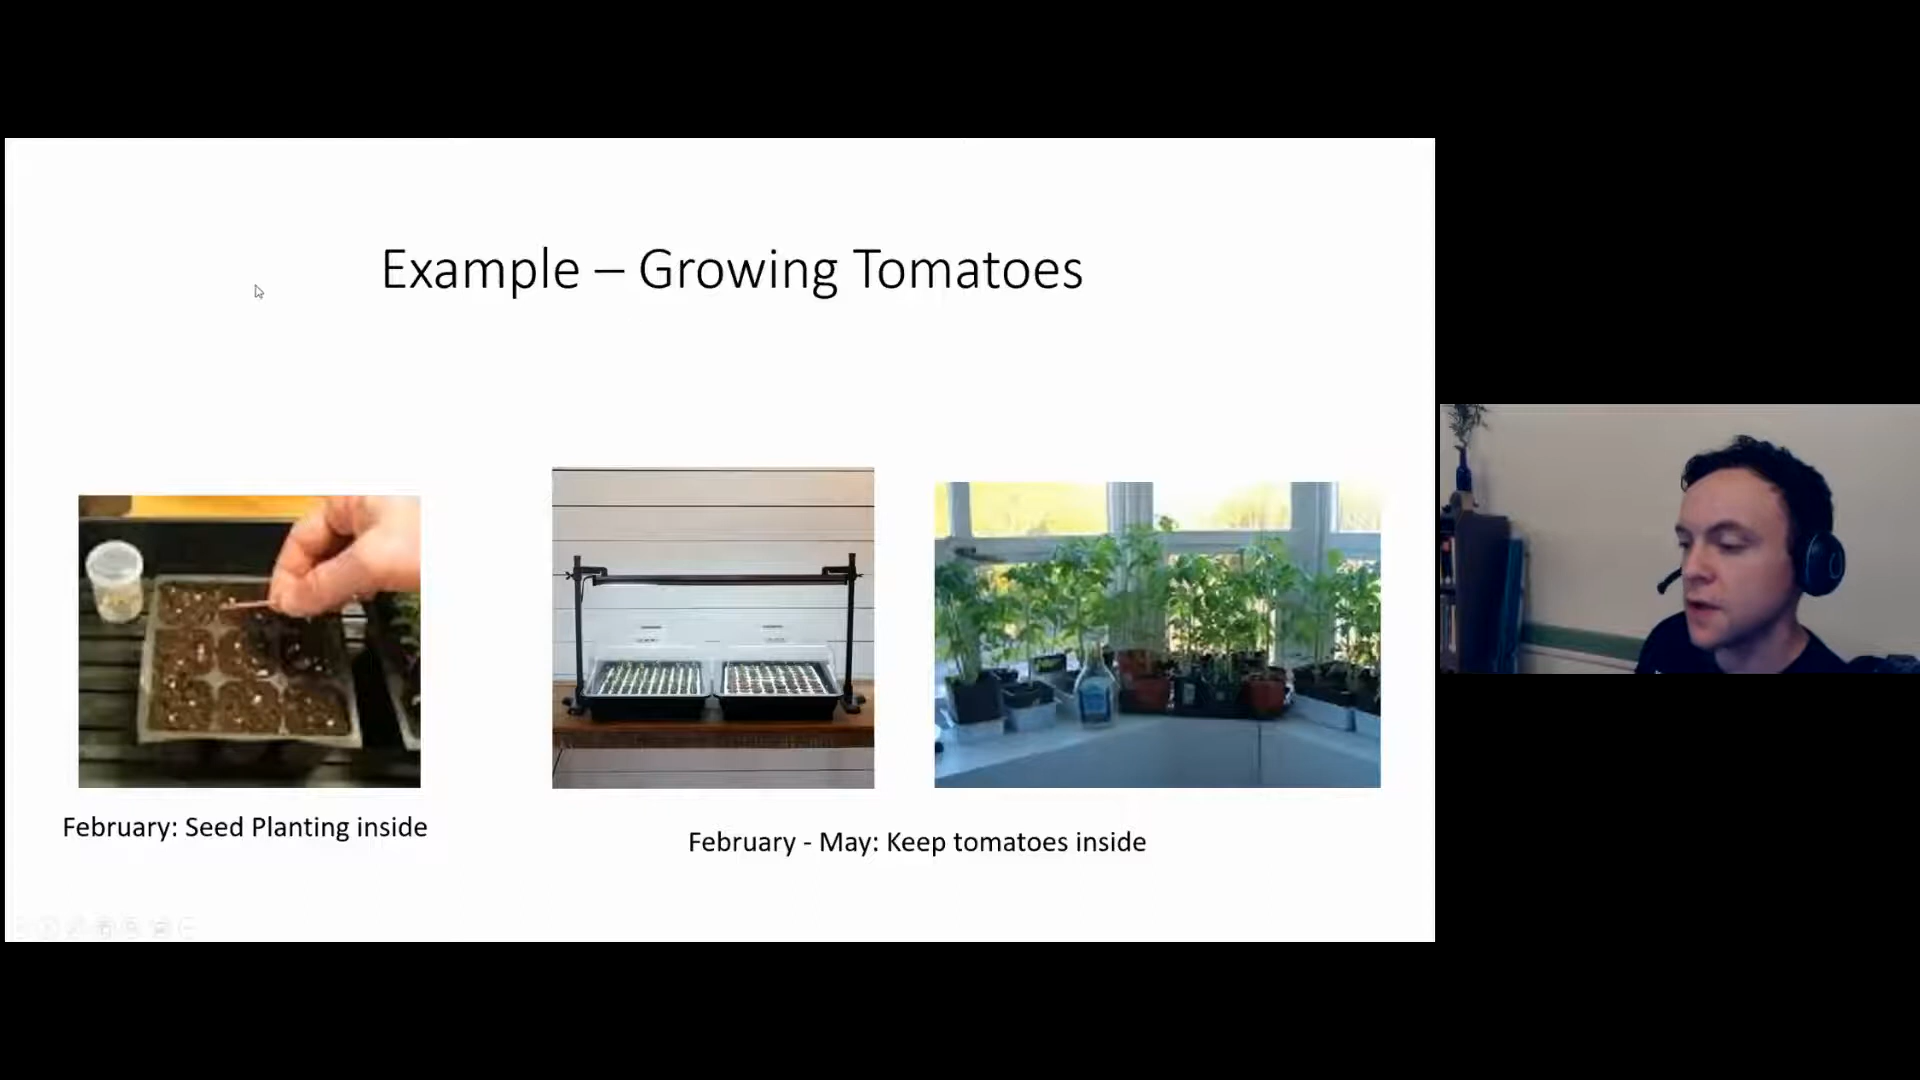 Example – Growing Tomatoes
February: Seed Planting inside
February - May: Keep tomatoes inside